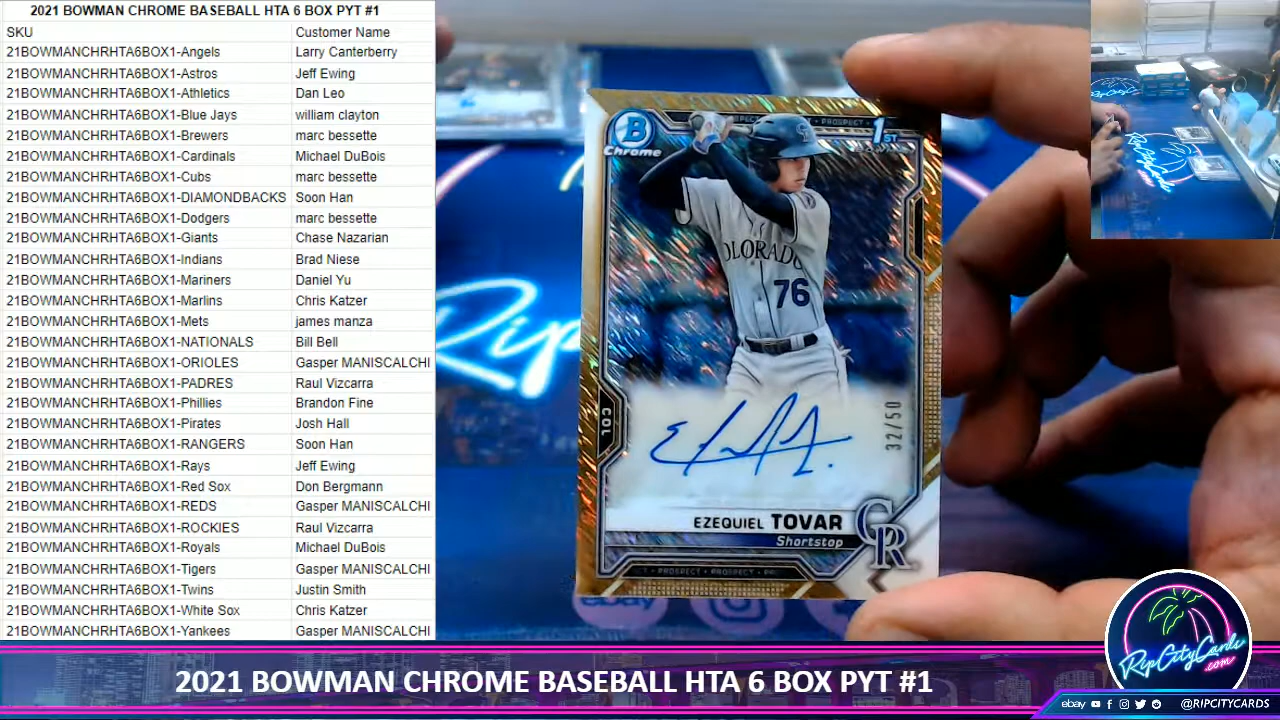 2021 BOWMAN CHROME BASEBALL HTA 6 BOX PYT #1
SKU Customer Name
21BOWMANCHRHTA6BOX1-Angels Larry Canterberry
21BOWMANCHRHTA6BOX1-Astros Jeff Ewing
21BOWMANCHRHTA6BOX1-Athletics Dan Leo
21BOWMANCHRHTA6BOX1-Blue Jays william clayton
21BOWMANCHRHTA6BOX1-Brewers marc bessette
21BOWMANCHRHTA6BOX1-Cardinals Michael DuBois
21BOWMANCHRHTA6BOX1-Cubs marc bessette
21BOWMANCHRHTA6BOX1-DIAMONDBACKS Soon Han
21BOWMANCHRHTA6BOX1-Dodgers marc bessette
21BOWMANCHRHTA6BOX1-Giants Chase Nazarian
21BOWMANCHRHTA6BOX1-Indians Brad Niese
21BOWMANCHRHTA6BOX1-Mariners Daniel Yu
21BOWMANCHRHTA6BOX1-Marlins Chris Katzer
21BOWMANCHRHTA6BOX1-Mets james manza
21BOWMANCHRHTA6BOX1-NATIONALS Bill Bell
21BOWMANCHRHTA6BOX1-ORIOLES Gasper MANISCALCHI
21BOWMANCHRHTA6BOX1-PADRES Raul Vizcarra
21BOWMANCHRHTA6BOX1-Phillies Brandon Fine
21BOWMANCHRHTA6BOX1-Pirates Josh Hall
21BOWMANCHRHTA6BOX1-RANGERS Soon Han
21BOWMANCHRHTA6BOX1-Rays Jeff Ewing
21BOWMANCHRHTA6BOX1-Red Sox Don Bergmann
21BOWMANCHRHTA6BOX1-REDS Gasper MANISCALCHI
21BOWMANCHRHTA6BOX1-ROCKIES Raul Vizcarra
21BOWMANCHRHTA6BOX1-Royals Michael DuBois
21BOWMANCHRHTA6BOX1-Tigers Gasper MANISCALCHI
21BOWMANCHRHTA6BOX1-Twins Justin Smith
21BOWMANCHRHTA6BOX1-White Sox Chris Katzer
21BOWMANCHRHTA6BOX1-Yankees Gasper MANISCALCHI
B
Chrome
PROSPECT
1ST
COLORADO
76
COL
32/50
EZEQUIEL TOVAR
Shortstop
CR
PROSPECT • PROSPECT
Rip
ebay
2021 BOWMAN CHROME BASEBALL HTA 6 BOX PYT #1
RipCityCards
.com
ebay @RIPCITYCARDS